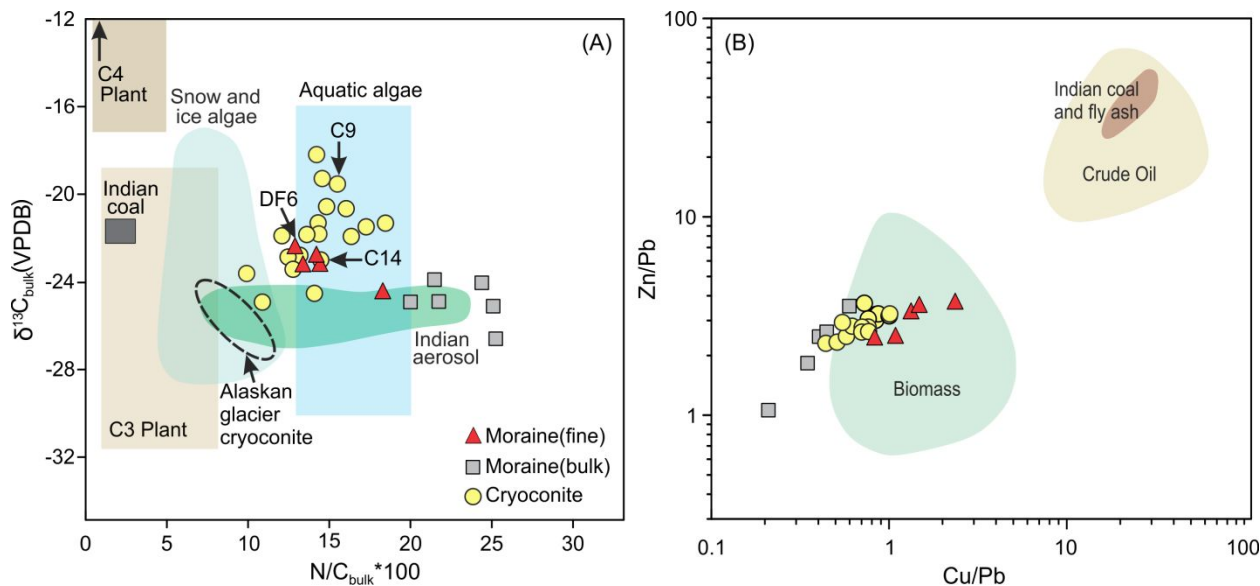 (A)
-12
-16
-20
-24
-28
-32
δ¹³C_bulk(VPDB)
C4
Plant
Snow and
ice algae
Aquatic algae
C9
DF6
C14
Indian
coal
Indian
aerosol
Alaskan
glacier
cryoconite
C3 Plant
Moraine(fine)
Moraine(bulk)
Cryoconite
0
5
10
15
20
25
30
N/C_bulk*100
(B)
100
10
1
Zn/Pb
Indian coal
and fly ash
Crude Oil
Biomass
0.1
1
10
100
Cu/Pb